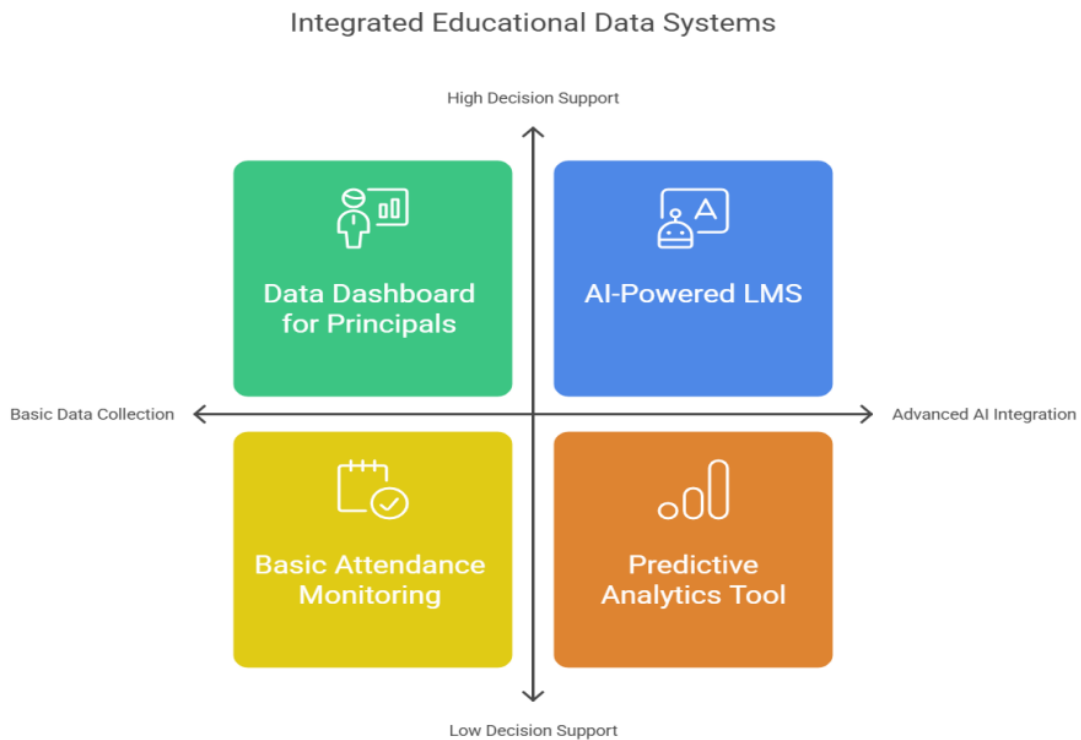 Integrated Educational Data Systems
High Decision Support
Data Dashboard
for Principals
AI-Powered LMS
Basic Data Collection
Advanced AI Integration
Basic Attendance
Monitoring
Predictive
Analytics Tool
Low Decision Support